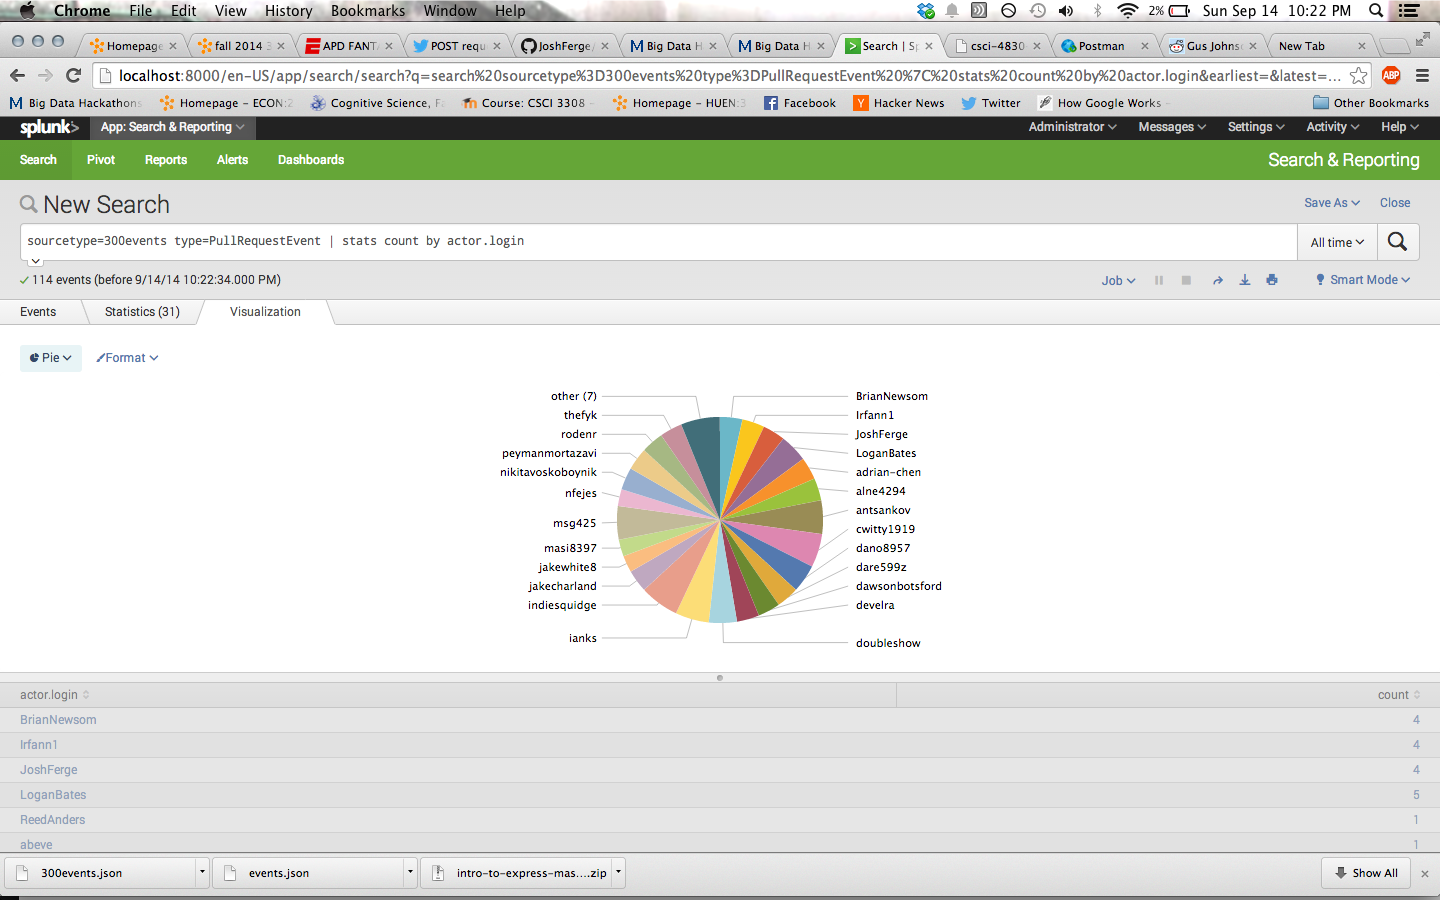 Chrome File Edit View History Bookmarks Window Help 2% Sun Sep 14 10:22 PM
Homepage fall 2014 3 APD FANTA POST requ JoshFerge/ Big Data H Big Data H Search | Sp csci-4830 Postman Gus Johnso New Tab
localhost:8000/en-US/app/search/search?q=search%20sourcetype%3D300events%20type%3DPullRequestEvent%20%7C%20stats%20count%20by%20actor.login&earliest=&latest=... ABP
Big Data Hackathons Homepage – ECON:2 Cognitive Science, F Course: CSCI 3308 – Homepage – HUEN:3 Facebook Hacker News Twitter How Google Works – Other Bookmarks
splunk> App: Search & Reporting Administrator Messages Settings Activity Help
Search Pivot Reports Alerts Dashboards Search & Reporting
New Search Save As Close
sourcetype=300events type=PullRequestEvent | stats count by actor.login All time
114 events (before 9/14/14 10:22:34.000 PM) Job Smart Mode
Events Statistics (31) Visualization
Pie Format
other (7) BrianNewsom
thefyk Irfann1
rodenr JoshFerge
peymanmortazavi LoganBates
nikitavoskoboynik adrian-chen
nfejes alne4294
antsankov
msg425 cwitty1919
masi8397 dano8957
jakewhite8 dare599z
jakecharland dawsonbotsford
indiesquidge develra
ianks doubleshow
actor.login count
BrianNewsom 4
Irfann1 4
JoshFerge 4
LoganBates 5
ReedAnders 1
abeve 1
300events.json events.json intro-to-express-mas....zip Show All